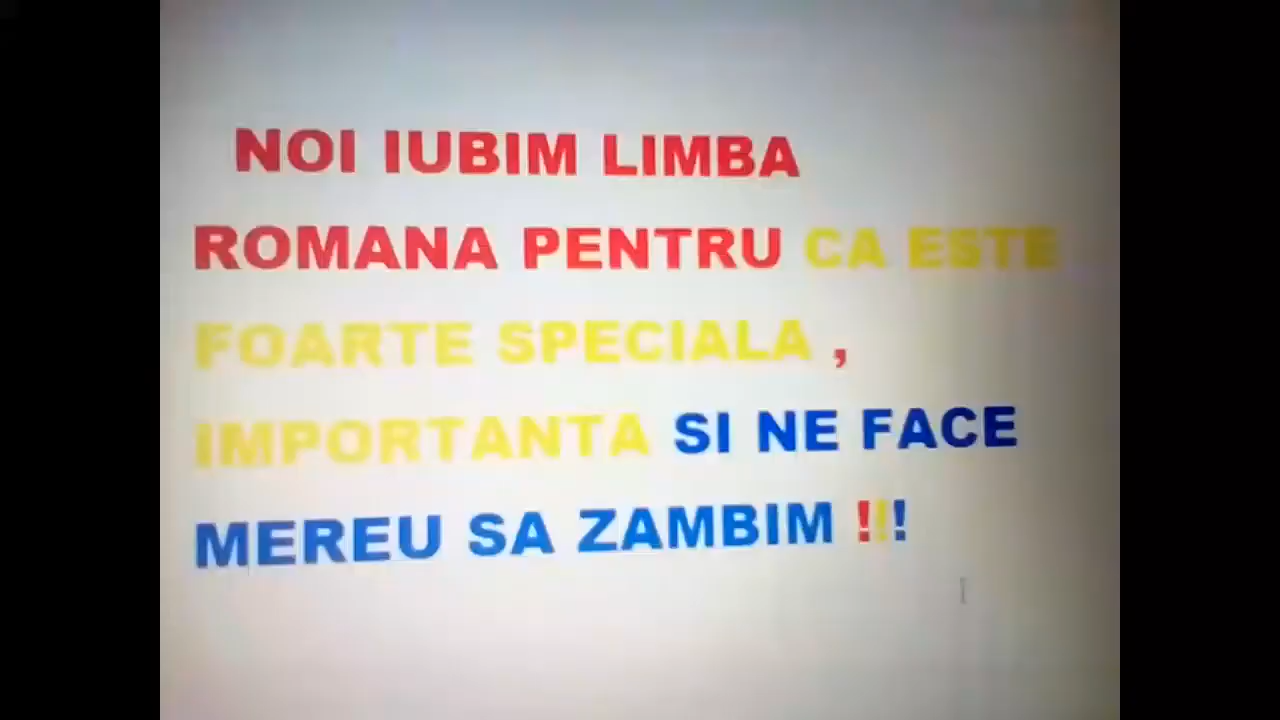 NOI IUBIM LIMBA
ROMANA PENTRU CA ESTE
FOARTE SPECIALA ,
IMPORTANTA SI NE FACE
MEREU SA ZAMBIM !!!